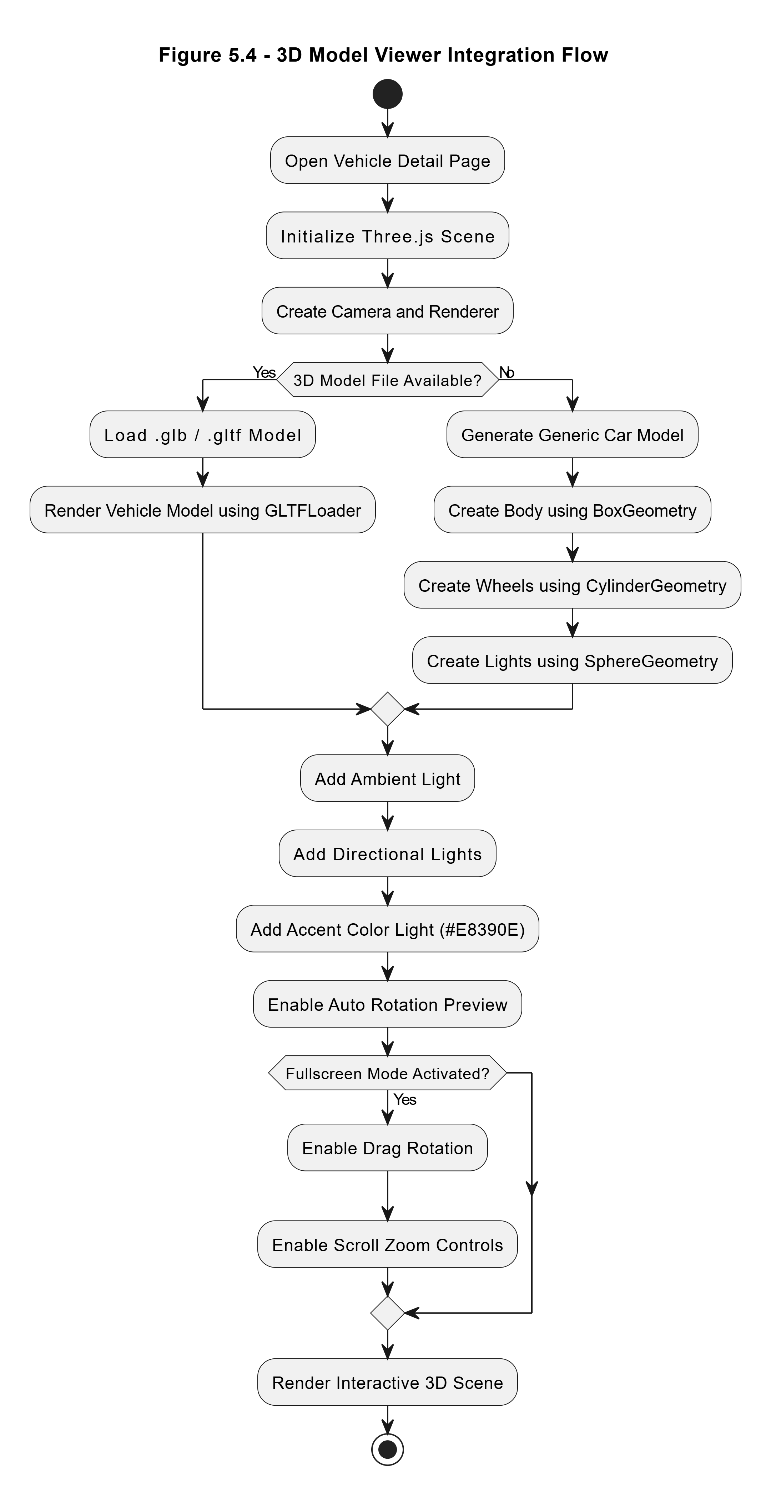 Figure 5.4 - 3D Model Viewer Integration Flow
Open Vehicle Detail Page
Initialize Three.js Scene
Create Camera and Renderer
Yes
3D Model File Available?
No
Load .glb / .gltf Model
Generate Generic Car Model
Render Vehicle Model using GLTFLoader
Create Body using BoxGeometry
Create Wheels using CylinderGeometry
Create Lights using SphereGeometry
Add Ambient Light
Add Directional Lights
Add Accent Color Light (#E8390E)
Enable Auto Rotation Preview
Fullscreen Mode Activated?
Yes
Enable Drag Rotation
Enable Scroll Zoom Controls
Render Interactive 3D Scene